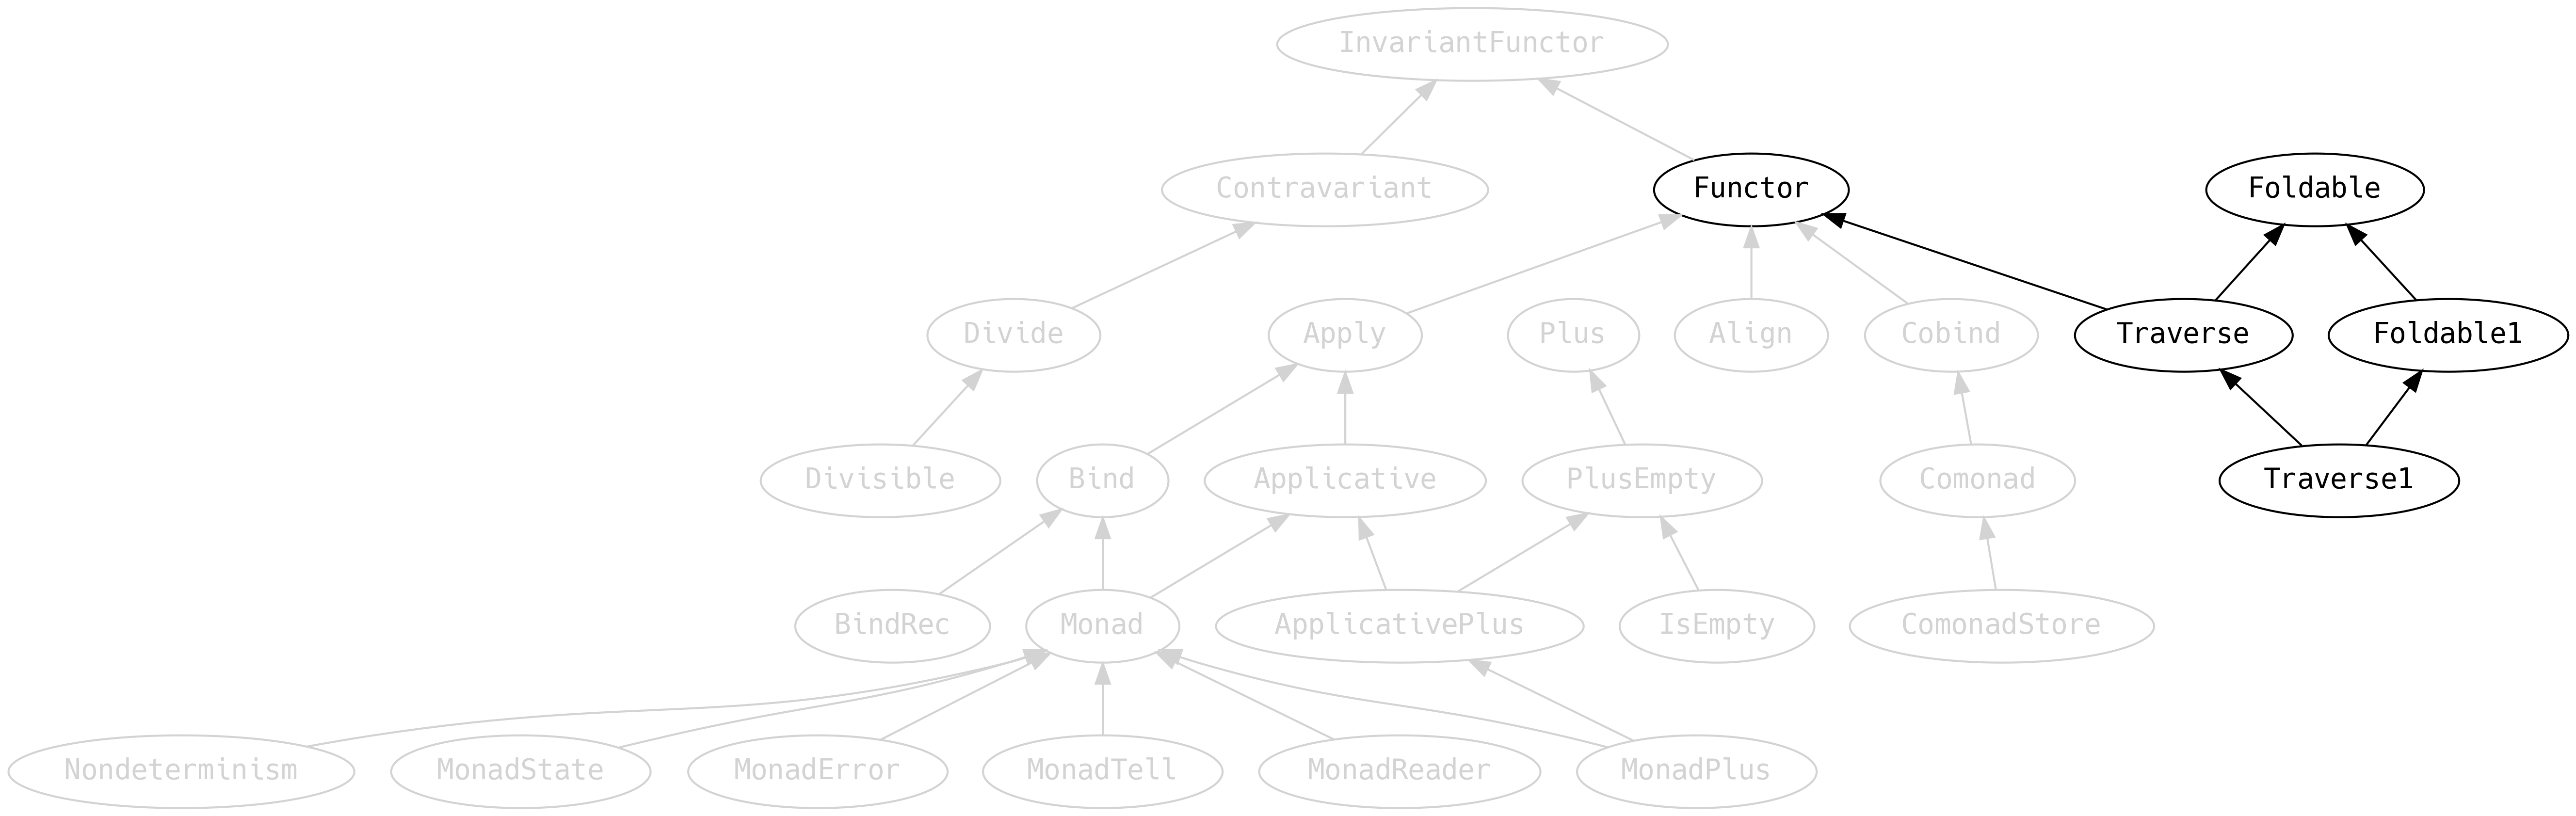 InvariantFunctor
Contravariant
Functor
Foldable
Divide
Apply
Plus
Align
Cobind
Traverse
Foldable1
Divisible
Bind
Applicative
PlusEmpty
Comonad
Traverse1
BindRec
Monad
ApplicativePlus
IsEmpty
ComonadStore
Nondeterminism
MonadState
MonadError
MonadTell
MonadReader
MonadPlus